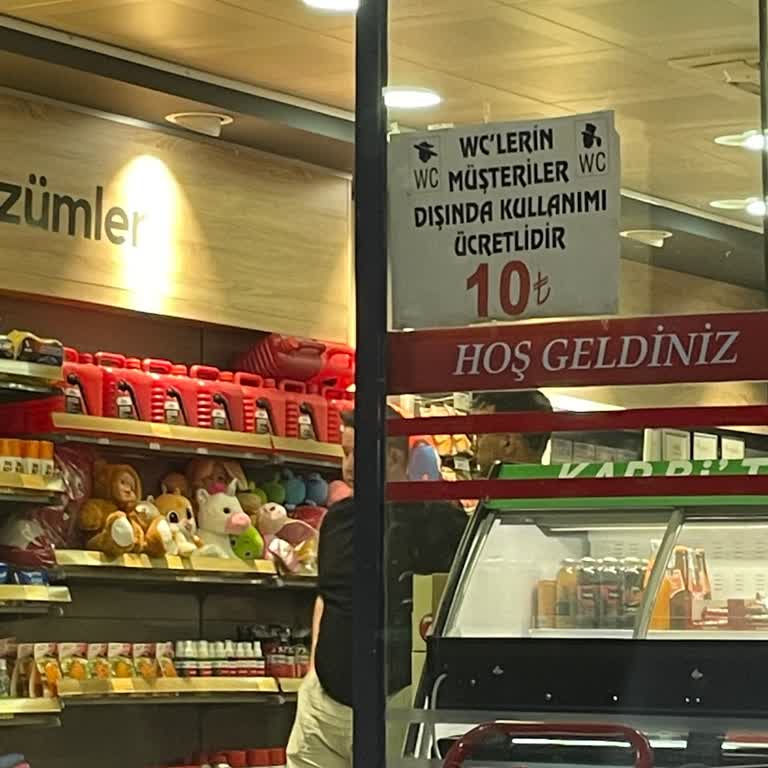 zümler
WC'LERİN
WC MÜŞTERİLER WC
DIŞINDA KULLANIMI
ÜCRETLİDİR
10₺
HOŞ GELDİNİZ